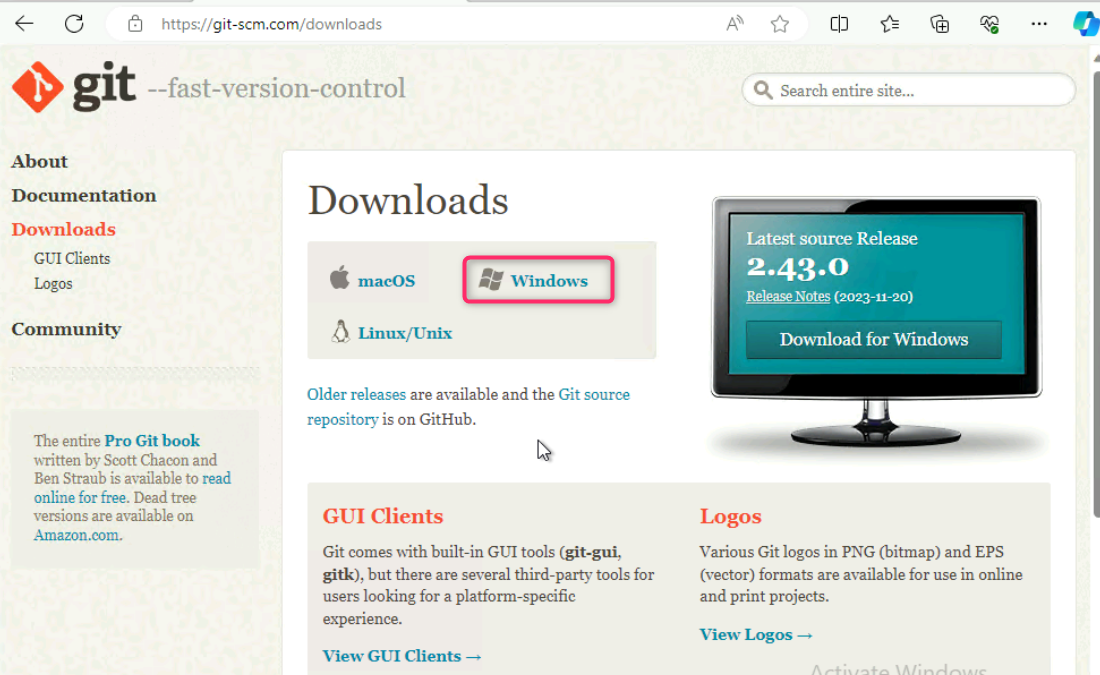 https://git-scm.com/downloads
git --fast-version-control
Search entire site...
About
Documentation
Downloads
GUI Clients
Logos
Community
The entire Pro Git book
written by Scott Chacon and
Ben Straub is available to read
online for free. Dead tree
versions are available on
Amazon.com.
Downloads
macOS
Windows
Linux/Unix
Older releases are available and the Git source
repository is on GitHub.
Latest source Release
2.43.0
Release Notes (2023-11-20)
Download for Windows
GUI Clients
Git comes with built-in GUI tools (git-gui,
gitk), but there are several third-party tools for
users looking for a platform-specific
experience.
View GUI Clients →
Logos
Various Git logos in PNG (bitmap) and EPS
(vector) formats are available for use in online
and print projects.
View Logos →
Activate Windows